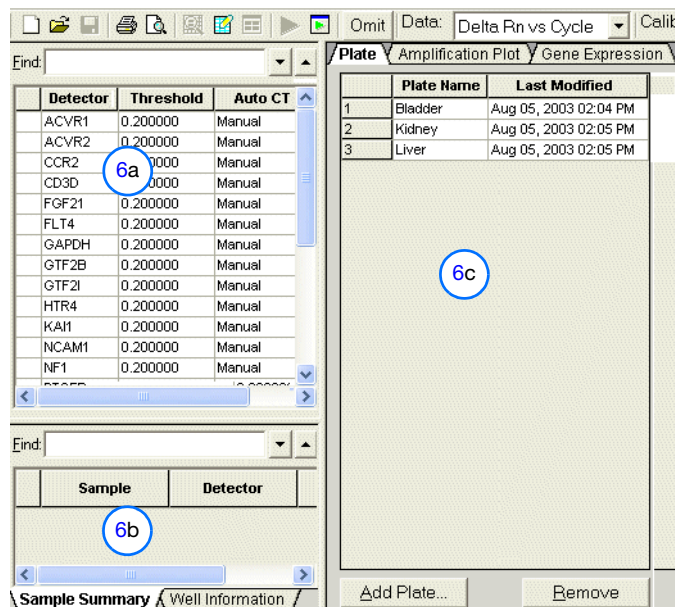 Omit Data: Delta Rn vs Cycle Calib
Find:
Detector Threshold Auto CT
ACVR1 0.200000 Manual
ACVR2 0.200000 Manual
CCR2 0.200000 Manual
CD3D 0.200000 Manual
FGF21 0.200000 Manual
FLT4 0.200000 Manual
GAPDH 0.200000 Manual
GTF2B 0.200000 Manual
GTF2I 0.200000 Manual
HTR4 0.200000 Manual
KAI1 0.200000 Manual
NCAM1 0.200000 Manual
NF1 0.200000 Manual
6a
Find:
Sample Detector
6b
Sample Summary Well Information
Plate Amplification Plot Gene Expression
Plate Name Last Modified
1 Bladder Aug 05, 2003 02:04 PM
2 Kidney Aug 05, 2003 02:05 PM
3 Liver Aug 05, 2003 02:05 PM
6c
Add Plate... Remove